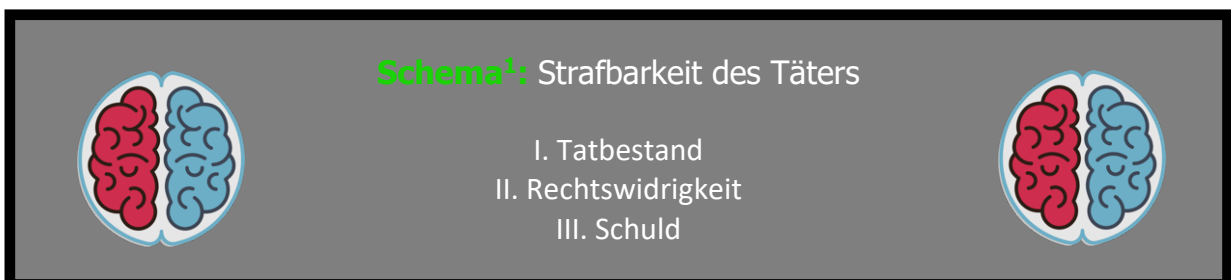 Schema¹: Strafbarkeit des Täters
I. Tatbestand
II. Rechtswidrigkeit
III. Schuld